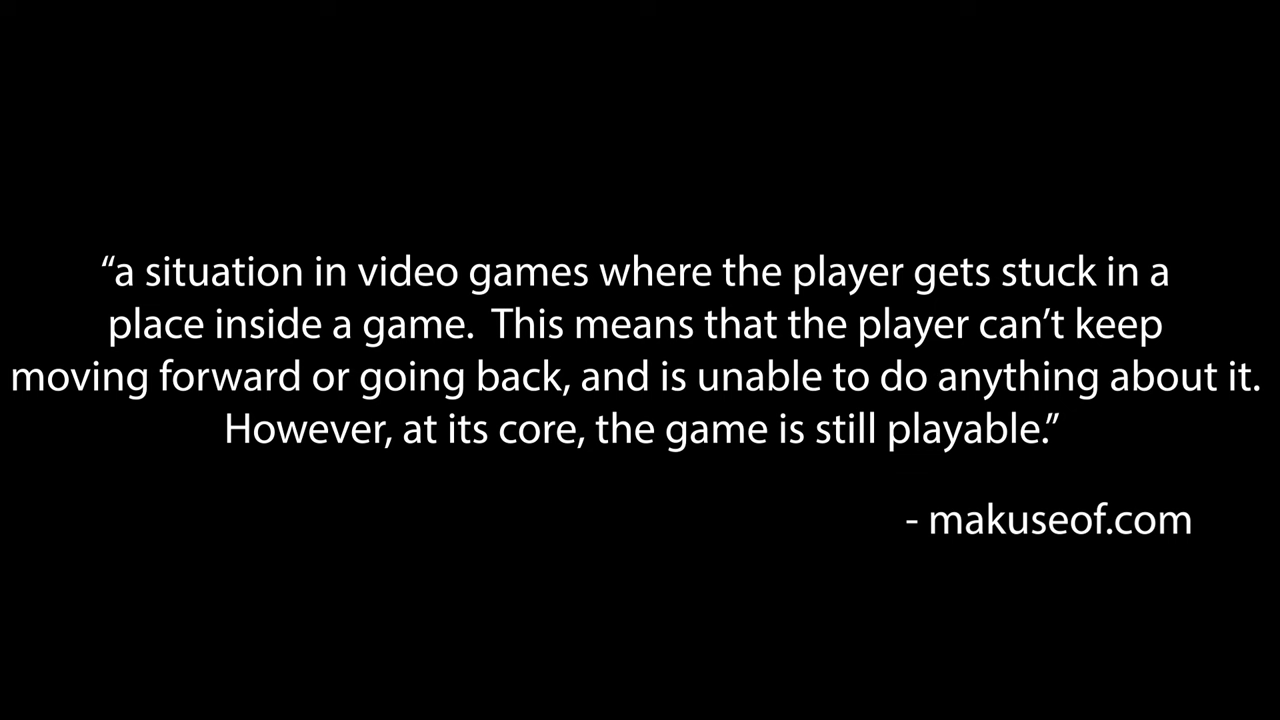 “a situation in video games where the player gets stuck in a
place inside a game.  This means that the player can’t keep
moving forward or going back, and is unable to do anything about it.
However, at its core, the game is still playable.”
- makuseof.com